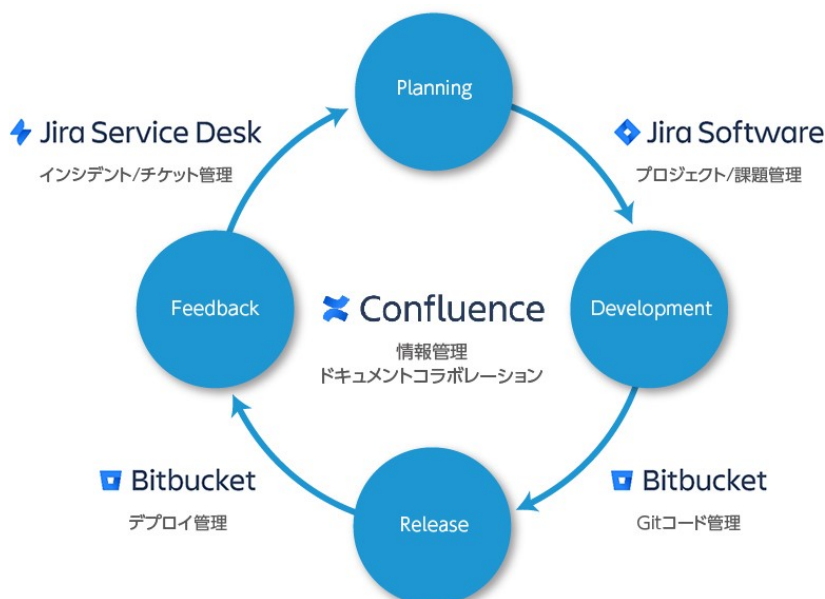 Planning
Jira Service Desk
インシデント/チケット管理
Jira Software
プロジェクト/課題管理
Feedback
Confluence
情報管理
ドキュメントコラボレーション
Development
Bitbucket
デプロイ管理
Release
Bitbucket
Gitコード管理